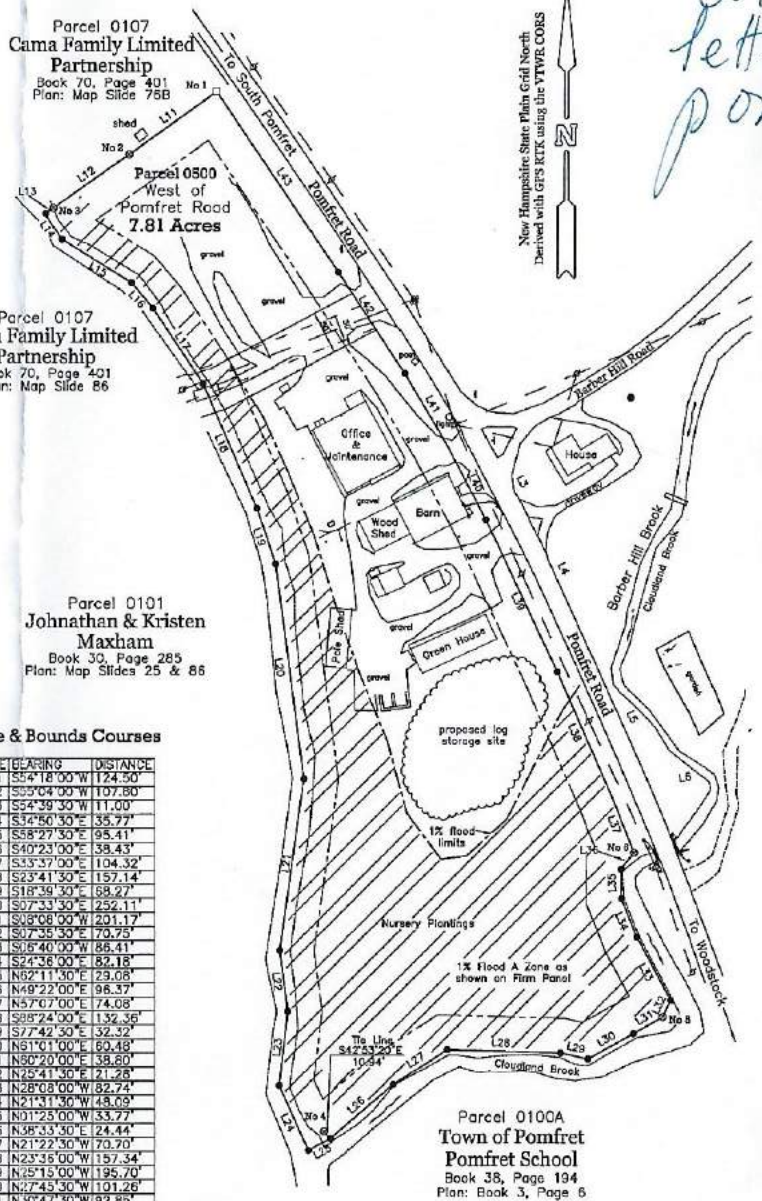 Parcel 0107
Cama Family Limited
Partnership
Book 70, Page 401
Plan: Map Slide 75B
No 1
L11
shed
No 2
L12
L13
No 3
L14
L15
L16
L17
Parcel 0500
West of
Pomfret Road
7.81 Acres
L43
To South Pomfret
Pomfret Road
New Hampshire State Plain Grid North
Derived with GPS RTK using the VTWR CORS
N
gravel
gravel
L42
Parcel 0107
Family Limited
Partnership
Book 70, Page 401
Map Slide 86
post
L41
gravel
gravel
Barber Hill Road
L18
Office
&
Maintenance
House
L3
driveway
L40
gravel
Barn
Wood
Shed
L19
L4
gravel
L39
Barber Hill Brook
Cloudland Brook
Parcel 0101
Johnathan & Kristen
Maxham
Book 30, Page 285
Plan: Map Slides 25 & 86
Pole Shed
gravel
Green House
gravel
Pomfret Road
garden
L20
L38
L5
L6
proposed log
storage site
& Bounds Courses
BEARING DISTANCE
S54°18'00"W 124.50'
S55°04'00"W 107.80'
S54°39'30"W 11.00'
S34°50'30"E 35.77'
S58°27'30"E 95.41'
S40°23'00"E 38.43'
S33°37'00"E 104.32'
S23°41'30"E 157.14'
S18°39'30"E 68.27'
S07°33'30"E 252.11'
S08°08'00"W 201.17'
S07°35'30"E 70.75'
S06°40'00"W 86.41'
S24°36'00"E 82.18'
N62°11'30"E 29.08'
N49°22'00"E 96.37'
N57°07'00"E 74.08'
S88°24'00"E 132.36'
S77°42'30"E 32.32'
N61°01'00"E 60.48'
N60°20'00"E 38.80'
N25°41'30"E 21.28'
N28°08'00"W 82.74'
N21°31'30"W 48.09'
N01°25'00"W 33.77'
N38°33'30"E 24.44'
N21°22'30"W 70.70'
N23°36'00"W 157.34'
N25°15'00"W 195.70'
N27°45'30"W 101.26'
1% flood
limits
L37
L36
No 6
L35
L21
Nursery Plantings
L34
To Woodstock
1% Flood A Zone as
shown on Firm Panel
L33
L22
L32
No 5
L31
Tie Line
S42°53'20"E
10.94'
L28
L29
L30
L27
Cloudland Brook
L23
L26
No 4
L24
L25
Parcel 0100A
Town of Pomfret
Pomfret School
Book 38, Page 194
Plan: Book 3, Page 6